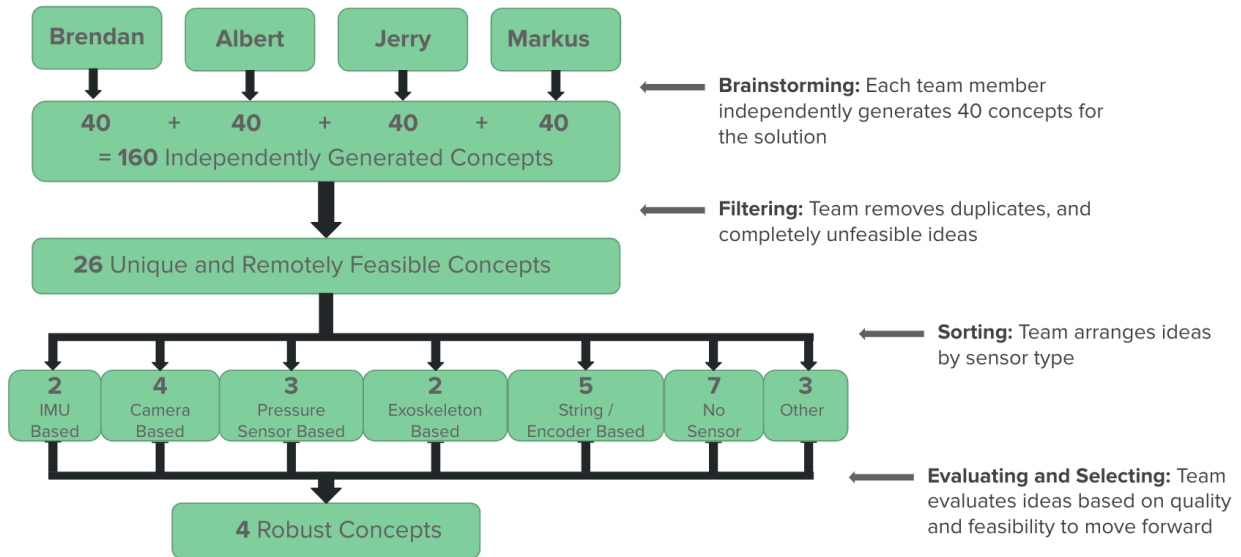 Brendan
Albert
Jerry
Markus
40 + 40 + 40 + 40
= 160 Independently Generated Concepts
Brainstorming: Each team member
independently generates 40 concepts for
the solution
Filtering: Team removes duplicates, and
completely unfeasible ideas
26 Unique and Remotely Feasible Concepts
Sorting: Team arranges ideas
by sensor type
2
IMU
Based
4
Camera
Based
3
Pressure
Sensor Based
2
Exoskeleton
Based
5
String /
Encoder Based
7
No
Sensor
3
Other
Evaluating and Selecting: Team
evaluates ideas based on quality
and feasibility to move forward
4 Robust Concepts